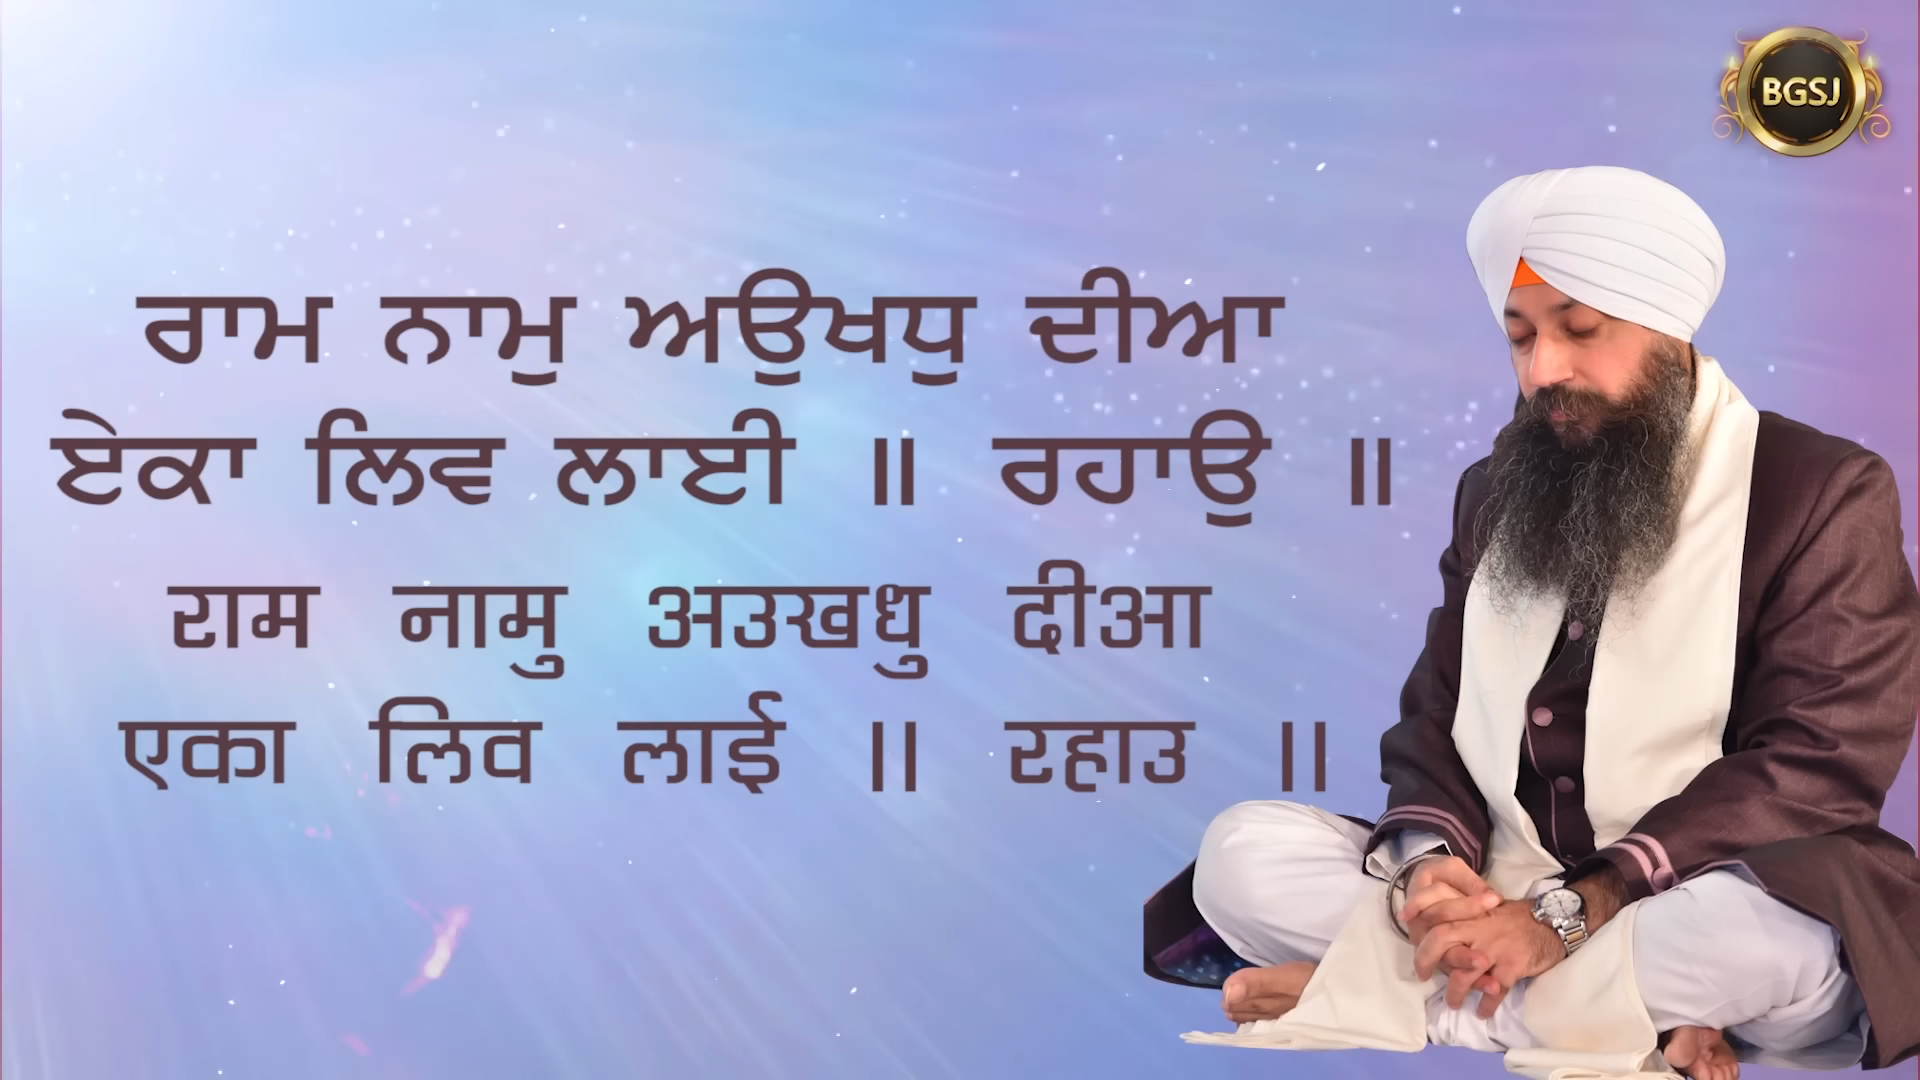 BGSJ
ਰਾਮ ਨਾਮੁ ਅਉਖਧੁ ਦੀਆ
ਏਕਾ ਲਿਵ ਲਾਈ ॥ ਰਹਾਉ ॥
राम नामु अउखधु दीआ
एका लिव लाई ।। रहाउ ।।